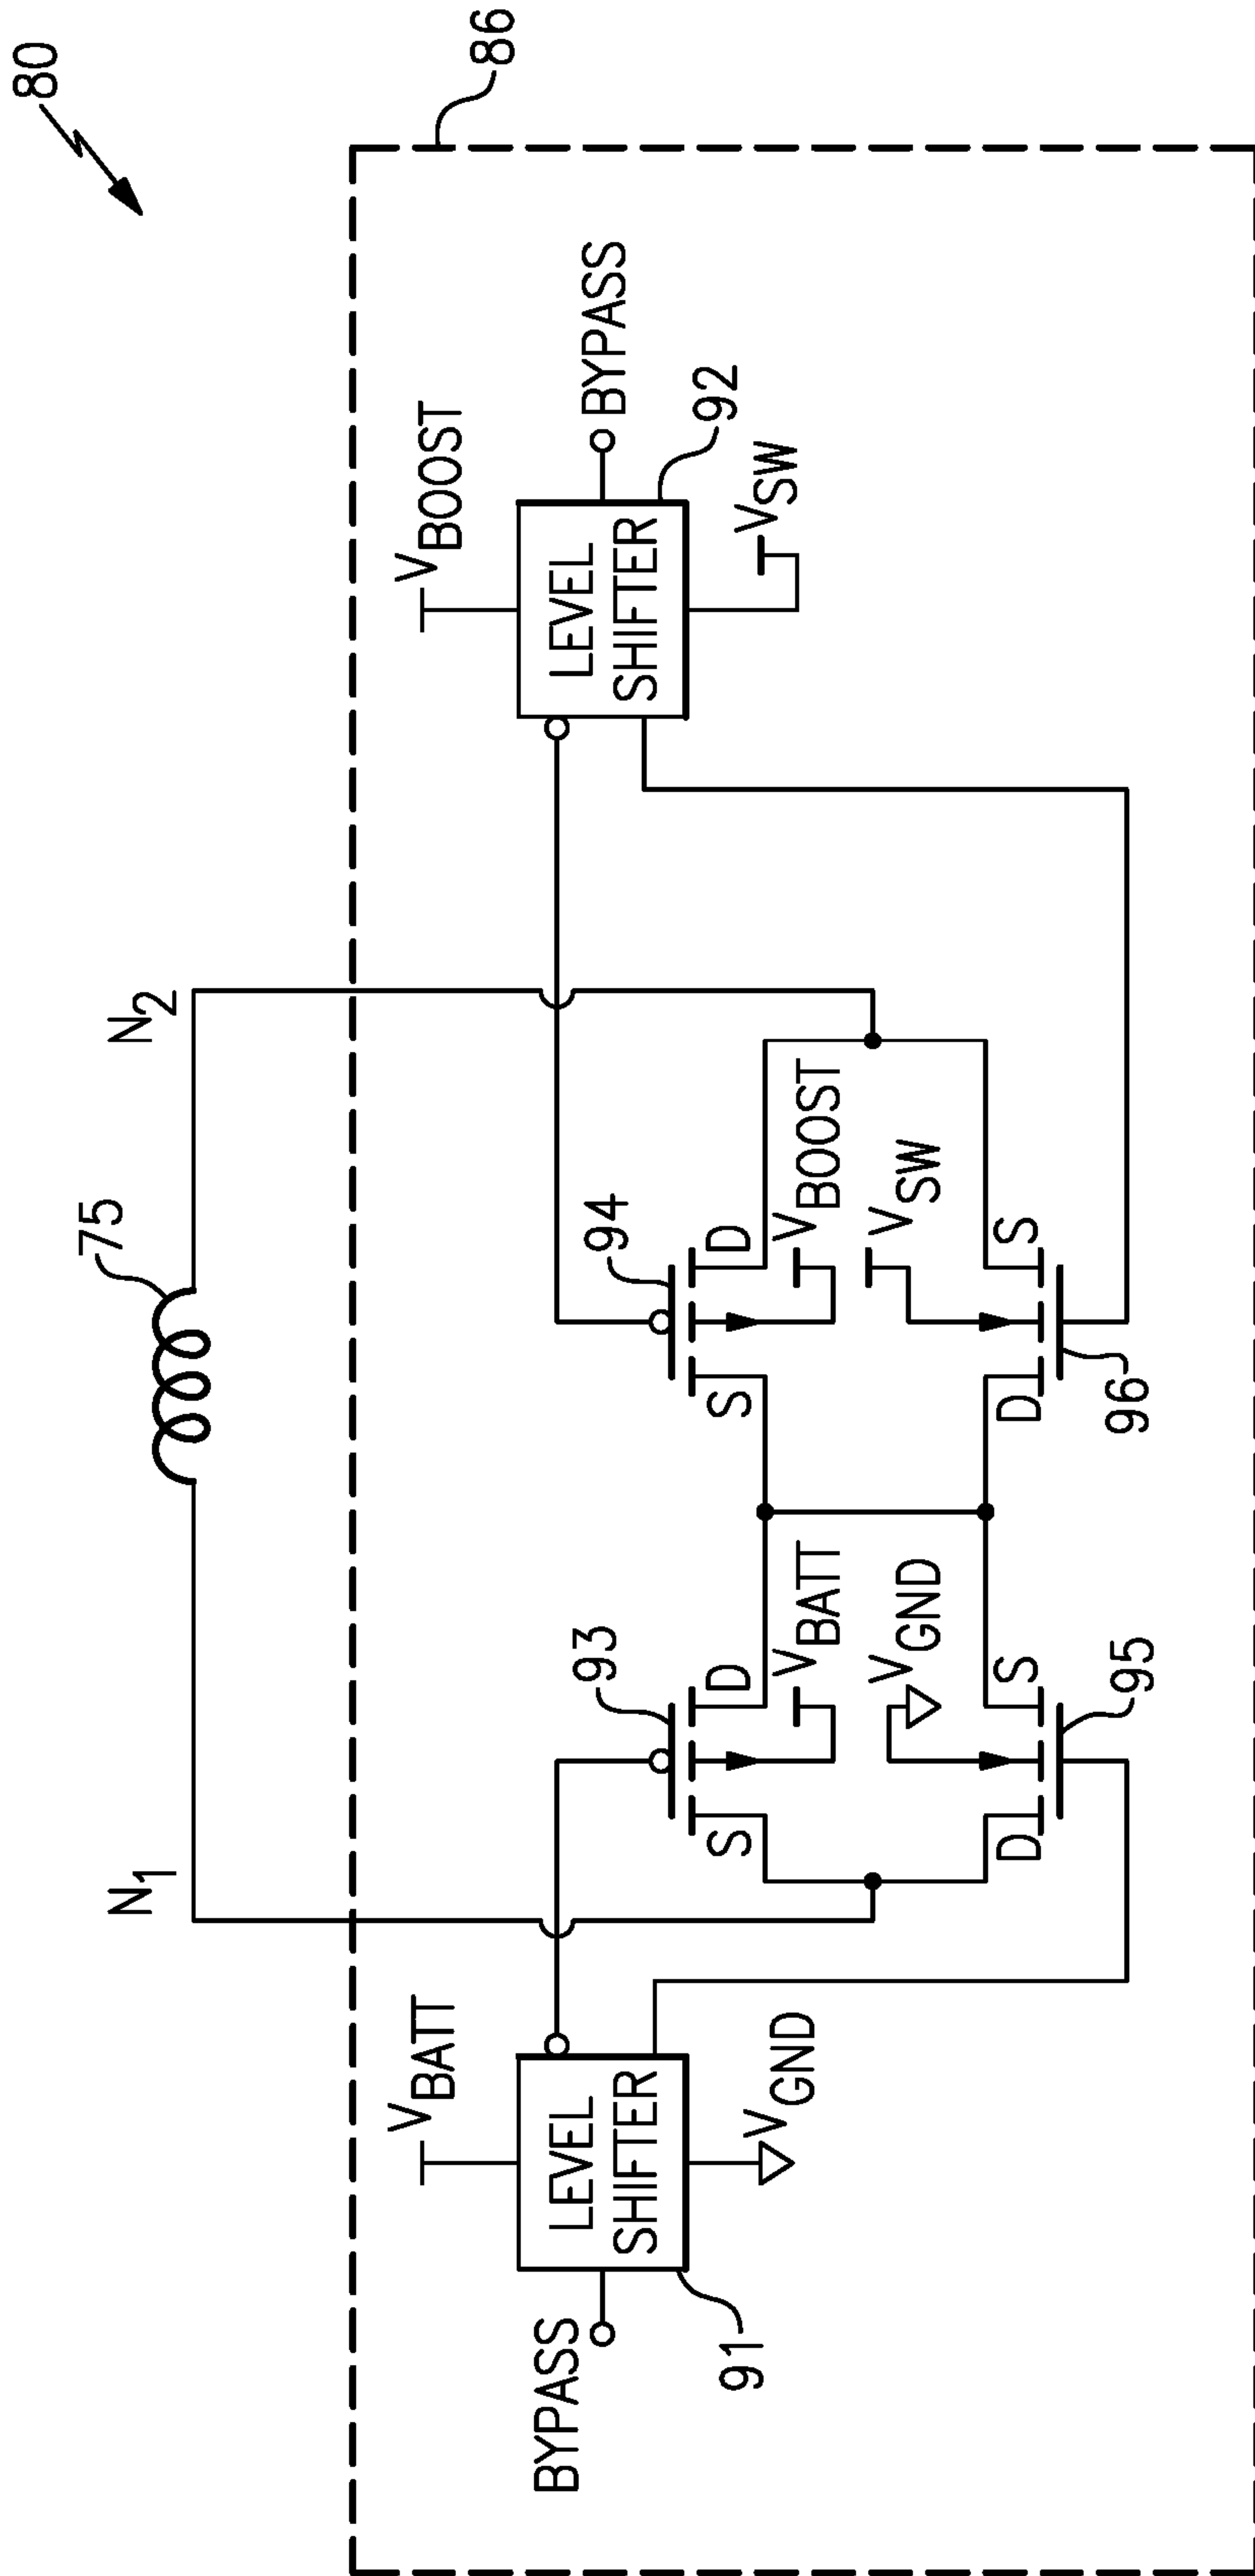 80
86
75
N1
N2
VBATT
VBOOST
BYPASS
LEVEL
SHIFTER
91
VGND
LEVEL
SHIFTER
BYPASS
92
VSW
93
S
D
VBATT
94
S
D
VBOOST
VGND
D
S
95
VSW
D
S
96